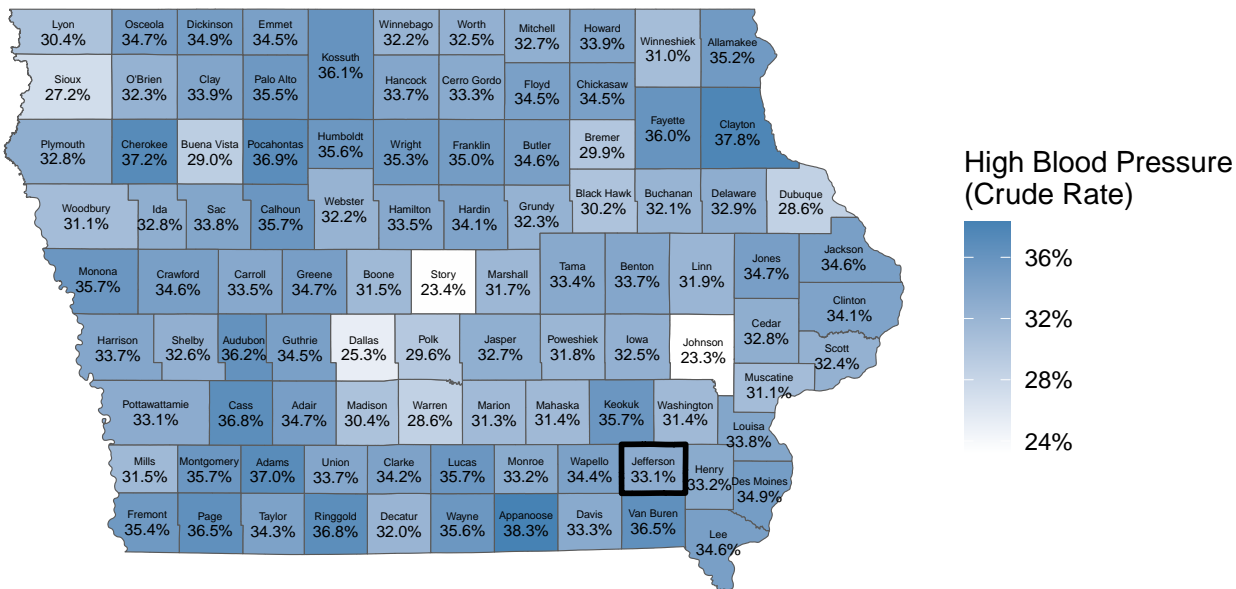 Lyon
30.4%
Osceola
34.7%
Dickinson
34.9%
Emmet
34.5%
Kossuth
36.1%
Winnebago
32.2%
Worth
32.5%
Mitchell
32.7%
Howard
33.9%
Winneshiek
31.0%
Allamakee
35.2%
Sioux
27.2%
O'Brien
32.3%
Clay
33.9%
Palo Alto
35.5%
Hancock
33.7%
Cerro Gordo
33.3%
Floyd
34.5%
Chickasaw
34.5%
Fayette
36.0%
Clayton
37.8%
Plymouth
32.8%
Cherokee
37.2%
Buena Vista
29.0%
Pocahontas
36.9%
Humboldt
35.6%
Wright
35.3%
Franklin
35.0%
Butler
34.6%
Bremer
29.9%
Woodbury
31.1%
Ida
32.8%
Sac
33.8%
Calhoun
35.7%
Webster
32.2%
Hamilton
33.5%
Hardin
34.1%
Grundy
32.3%
Black Hawk
30.2%
Buchanan
32.1%
Delaware
32.9%
Dubuque
28.6%
Monona
35.7%
Crawford
34.6%
Carroll
33.5%
Greene
34.7%
Boone
31.5%
Story
23.4%
Marshall
31.7%
Tama
33.4%
Benton
33.7%
Linn
31.9%
Jones
34.7%
Jackson
34.6%
Clinton
34.1%
Harrison
33.7%
Shelby
32.6%
Audubon
36.2%
Guthrie
34.5%
Dallas
25.3%
Polk
29.6%
Jasper
32.7%
Poweshiek
31.8%
Iowa
32.5%
Johnson
23.3%
Cedar
32.8%
Scott
32.4%
Muscatine
31.1%
Pottawattamie
33.1%
Cass
36.8%
Adair
34.7%
Madison
30.4%
Warren
28.6%
Marion
31.3%
Mahaska
31.4%
Keokuk
35.7%
Washington
31.4%
Louisa
33.8%
Mills
31.5%
Montgomery
35.7%
Adams
37.0%
Union
33.7%
Clarke
34.2%
Lucas
35.7%
Monroe
33.2%
Wapello
34.4%
Jefferson
33.1%
Henry
33.2%
Des Moines
34.9%
Fremont
35.4%
Page
36.5%
Taylor
34.3%
Ringgold
36.8%
Decatur
32.0%
Wayne
35.6%
Appanoose
38.3%
Davis
33.3%
Van Buren
36.5%
Lee
34.6%
High Blood Pressure
(Crude Rate)
36%
32%
28%
24%